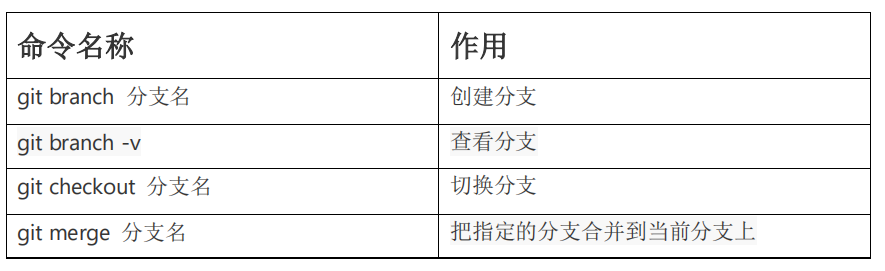 命令名称 作用
git branch 分支名 创建分支
git branch -v 查看分支
git checkout 分支名 切换分支
git merge 分支名 把指定的分支合并到当前分支上